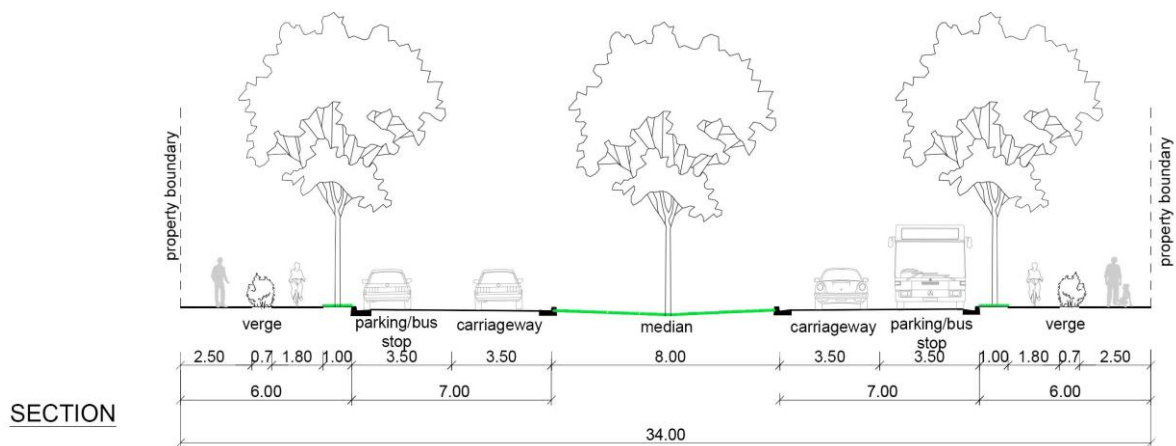 property boundary
property boundary
verge
parking/bus
stop
carriageway
median
carriageway
parking/bus
stop
verge
2.50 0.7 1.80 1.00 3.50 3.50 8.00 3.50 3.50 1.00 1.80 0.7 2.50
6.00 7.00 7.00 6.00
SECTION
34.00